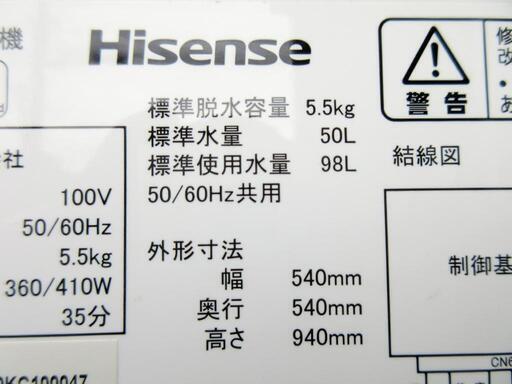 機
Hisense
標準脱水容量 5.5kg
標準水量 50L
標準使用水量 98L
50/60Hz共用
外形寸法
幅 540mm
奥行 540mm
高さ 940mm
社
100V
50/60Hz
5.5kg
360/410W
35分
警告
修
改
結線図
制御基
CN6